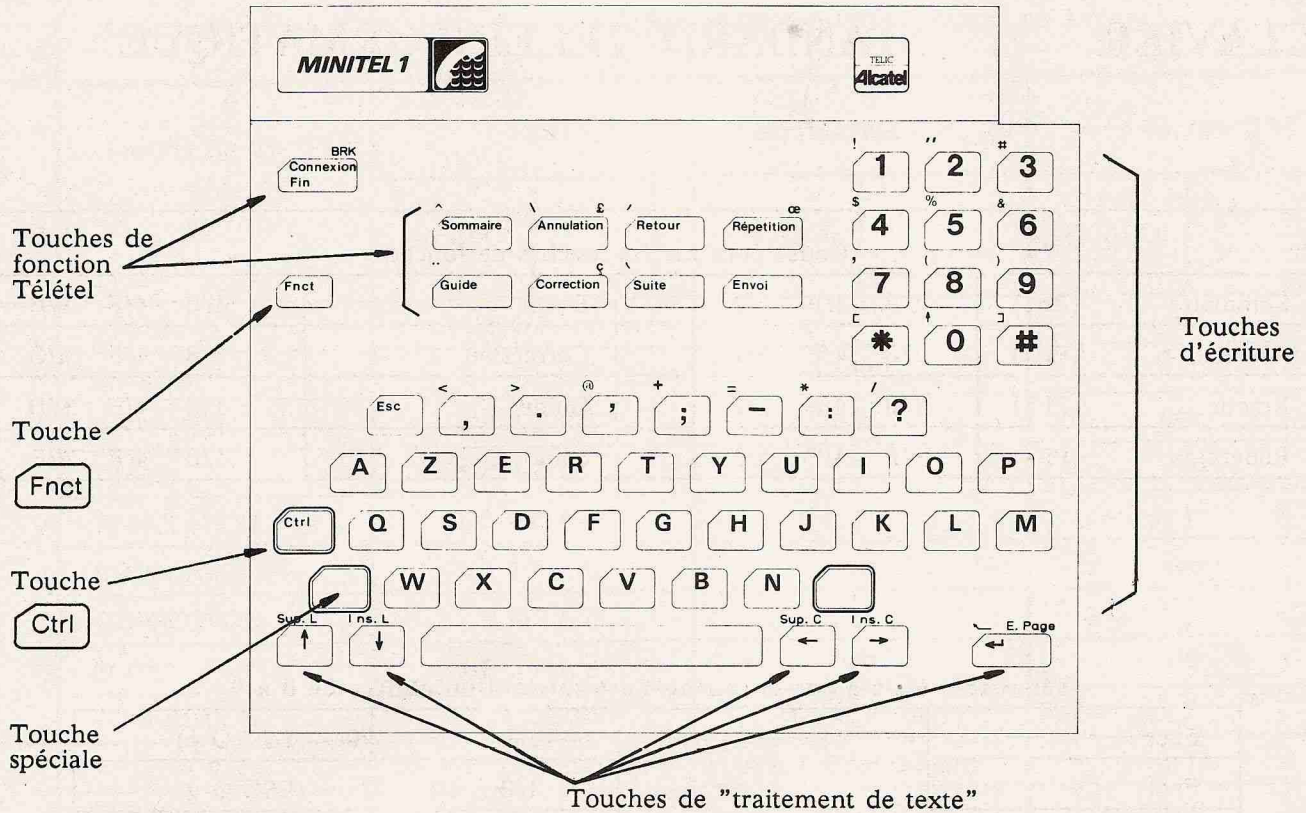 MINITEL 1
TELIC
Alcatel
BRK
Connexion
Fin
! " #
1 2 3
^ \ £ / œ
Sommaire Annulation Retour Répetition
$ % &
4 5 6
Touches de
fonction
Télétel
¨ ç `
Fnct Guide Correction Suite Envoi
' ( )
7 8 9
[ ↑ ]
* 0 #
Touches
d'écriture
< > @ + = * /
Esc , . ' ; – : ?
Touche
Fnct
A Z E R T Y U I O P
Ctrl Q S D F G H J K L M
Touche
Ctrl
W X C V B N
Sup. L Ins. L Sup. C Ins. C E. Page
↑ ↓ ← → ↵
Touche
spéciale
Touches de "traitement de texte"